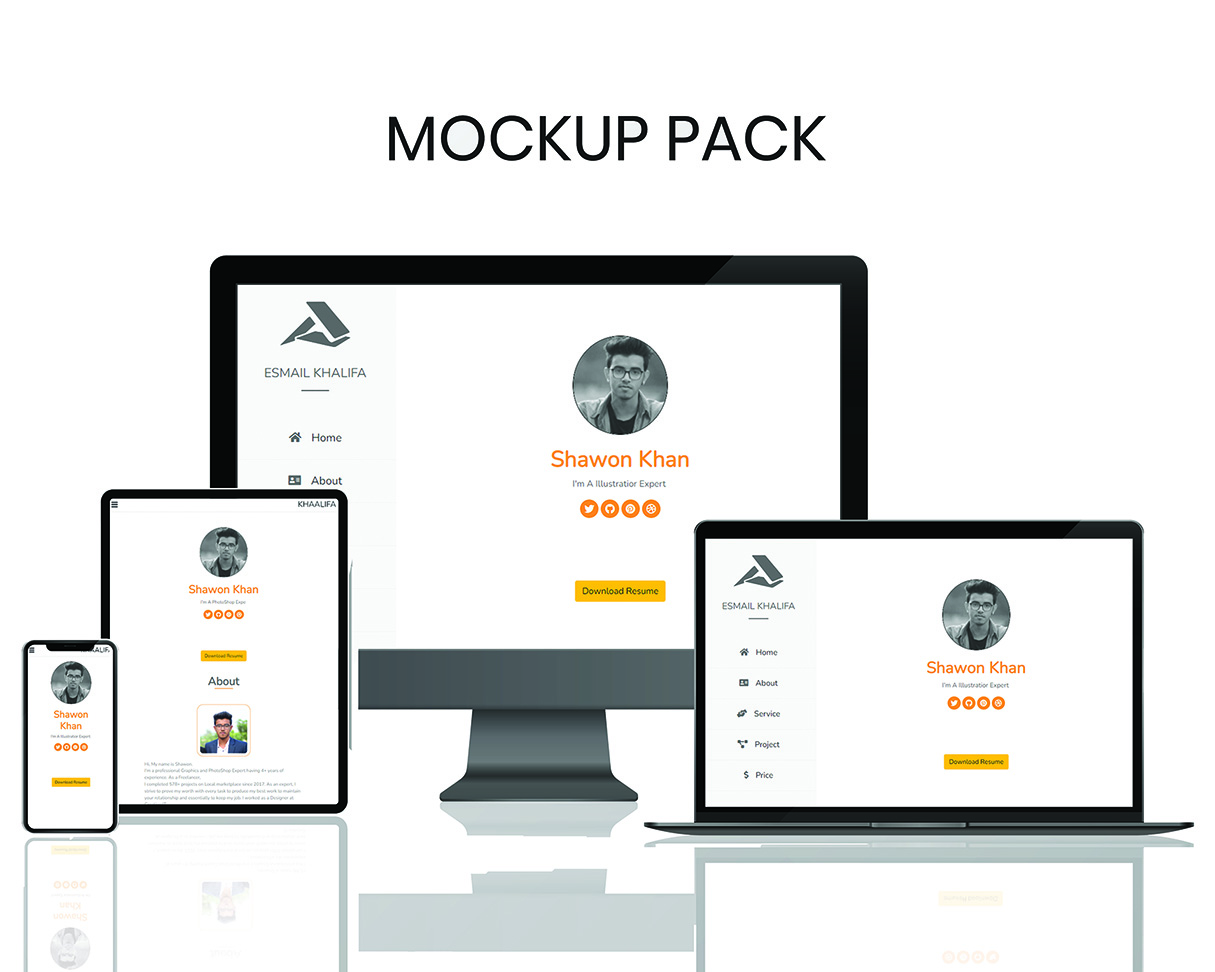 MOCKUP PACK
ESMAIL KHALIFA
Home
About
Shawon Khan
I'm A Illustratior Expert
Download Resume
KHAALIFA
Shawon Khan
I'm A PhotoShop Expe
Download Resume
About
Hi, My name is Shawon.
I'm a professional Graphics and PhotoShop Expert having 4+ years of
experience. As a Freelancer,
I completed 578+ projects on Local marketplace since 2017. As an expert, I
strive to prove my worth with every task to produce my best work to maintain
your relationship and essentially to keep my job. I worked as a Designer at
Shawon
Khan
I'm A Illustratior Expert
Download Resume
ESMAIL KHALIFA
Home
About
Service
Project
Price
Shawon Khan
I'm A Illustratior Expert
Download Resume